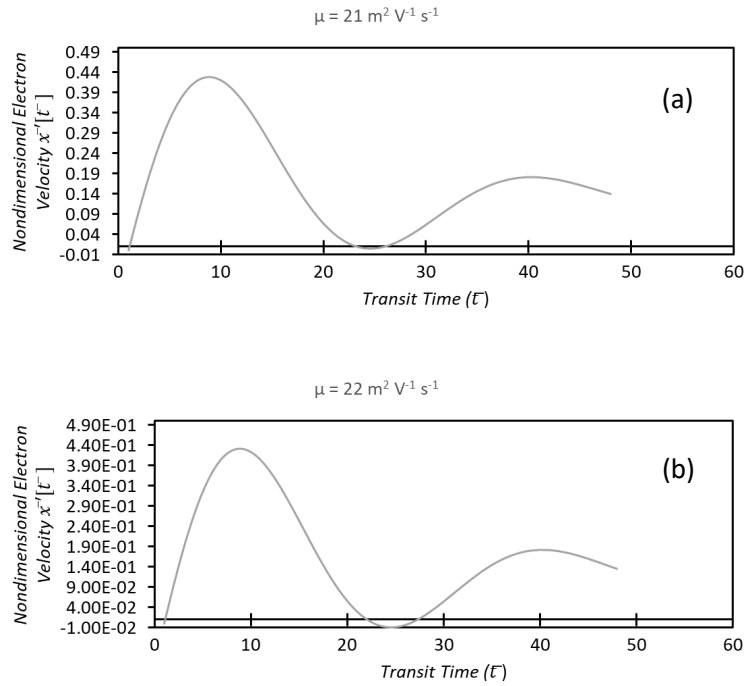 μ = 21 m² V⁻¹ s⁻¹
Nondimensional Electron
Velocity x̄′[t̄ ]
0.49
0.44
0.39
0.34
0.29
0.24
0.19
0.14
0.09
0.04
-0.01
(a)
0 10 20 30 40 50 60
Transit Time (t̄ )
μ = 22 m² V⁻¹ s⁻¹
Nondimensional Electron
Velocity x̄′[t̄ ]
4.90E-01
4.40E-01
3.90E-01
3.40E-01
2.90E-01
2.40E-01
1.90E-01
1.40E-01
9.00E-02
4.00E-02
-1.00E-02
(b)
0 10 20 30 40 50 60
Transit Time (t̄ )